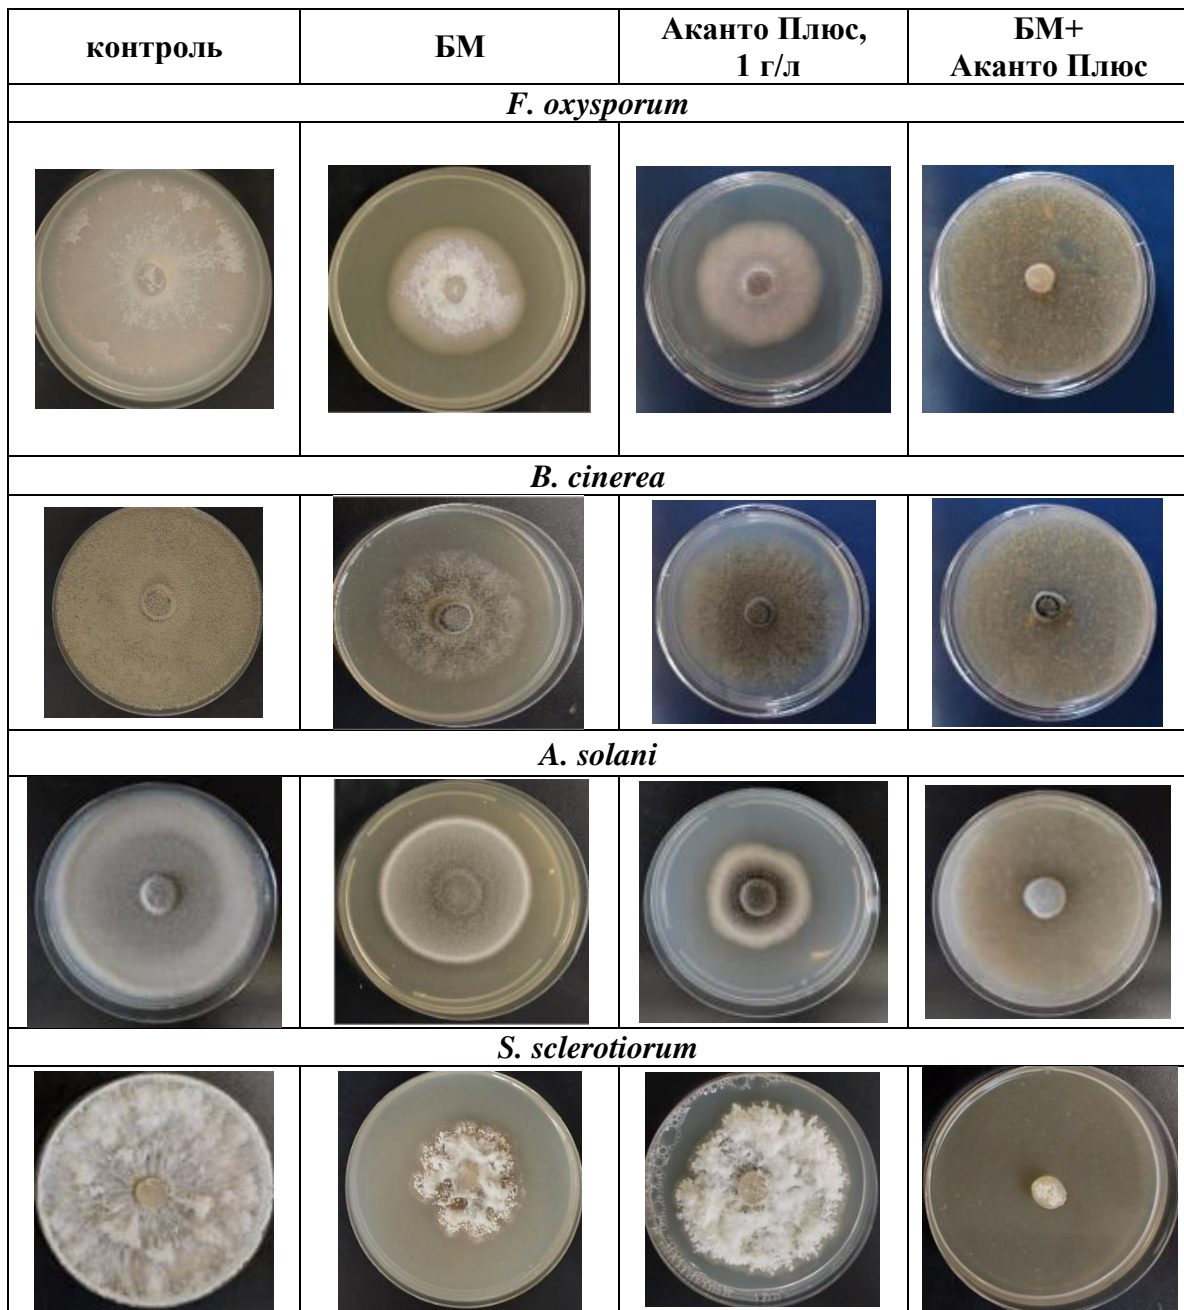 контроль
БМ
Аканто Плюс,
1 г/л
БМ+
Аканто Плюс
F. oxysporum
B. cinerea
A. solani
S. sclerotiorum